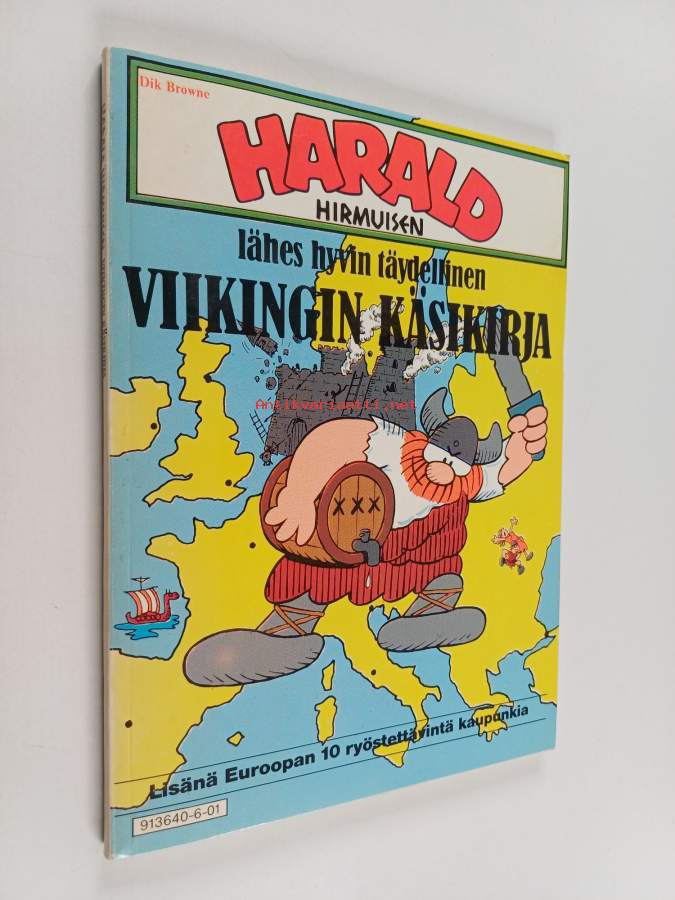 Dik Browne
HARALD
HIRMUISEN
lähes hyvin täydellinen
VIIKINGIN KÄSIKIRJA
Antikvariaatti.net
XXX
Lisänä Euroopan 10 ryöstettävintä kaupunkia
913640-6-01